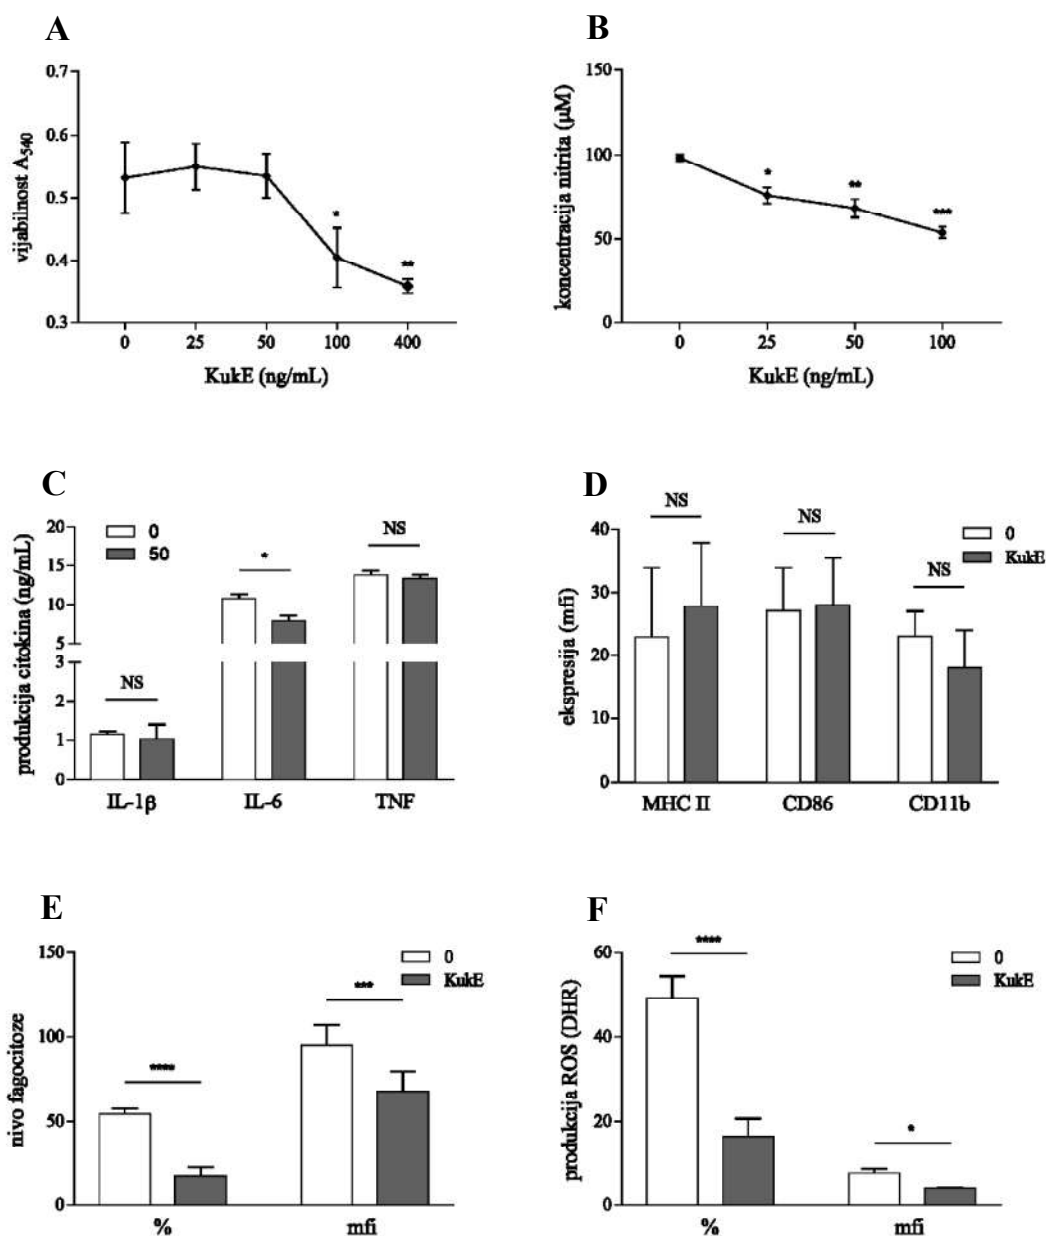 A
vijabilnost A540
0.7
0.6
0.5
0.4
0.3
*
**
0 25 50 100 400
KukE (ng/mL)
B
koncentracija nitrita (µM)
150
100
50
0
*
**
***
0 25 50 100
KukE (ng/mL)
C
produkcija citokina (ng/mL)
20
15
10
5
3
2
1
0
0
50
NS
*
NS
IL-1β IL-6 TNF
D
ekspresija (mfi)
40
30
20
10
0
NS
NS
NS
0
KukE
MHC II CD86 CD11b
E
nivo fagocitoze
150
100
50
0
****
***
0
KukE
% mfi
F
produkcija ROS (DHR)
60
40
20
0
****
*
0
KukE
% mfi